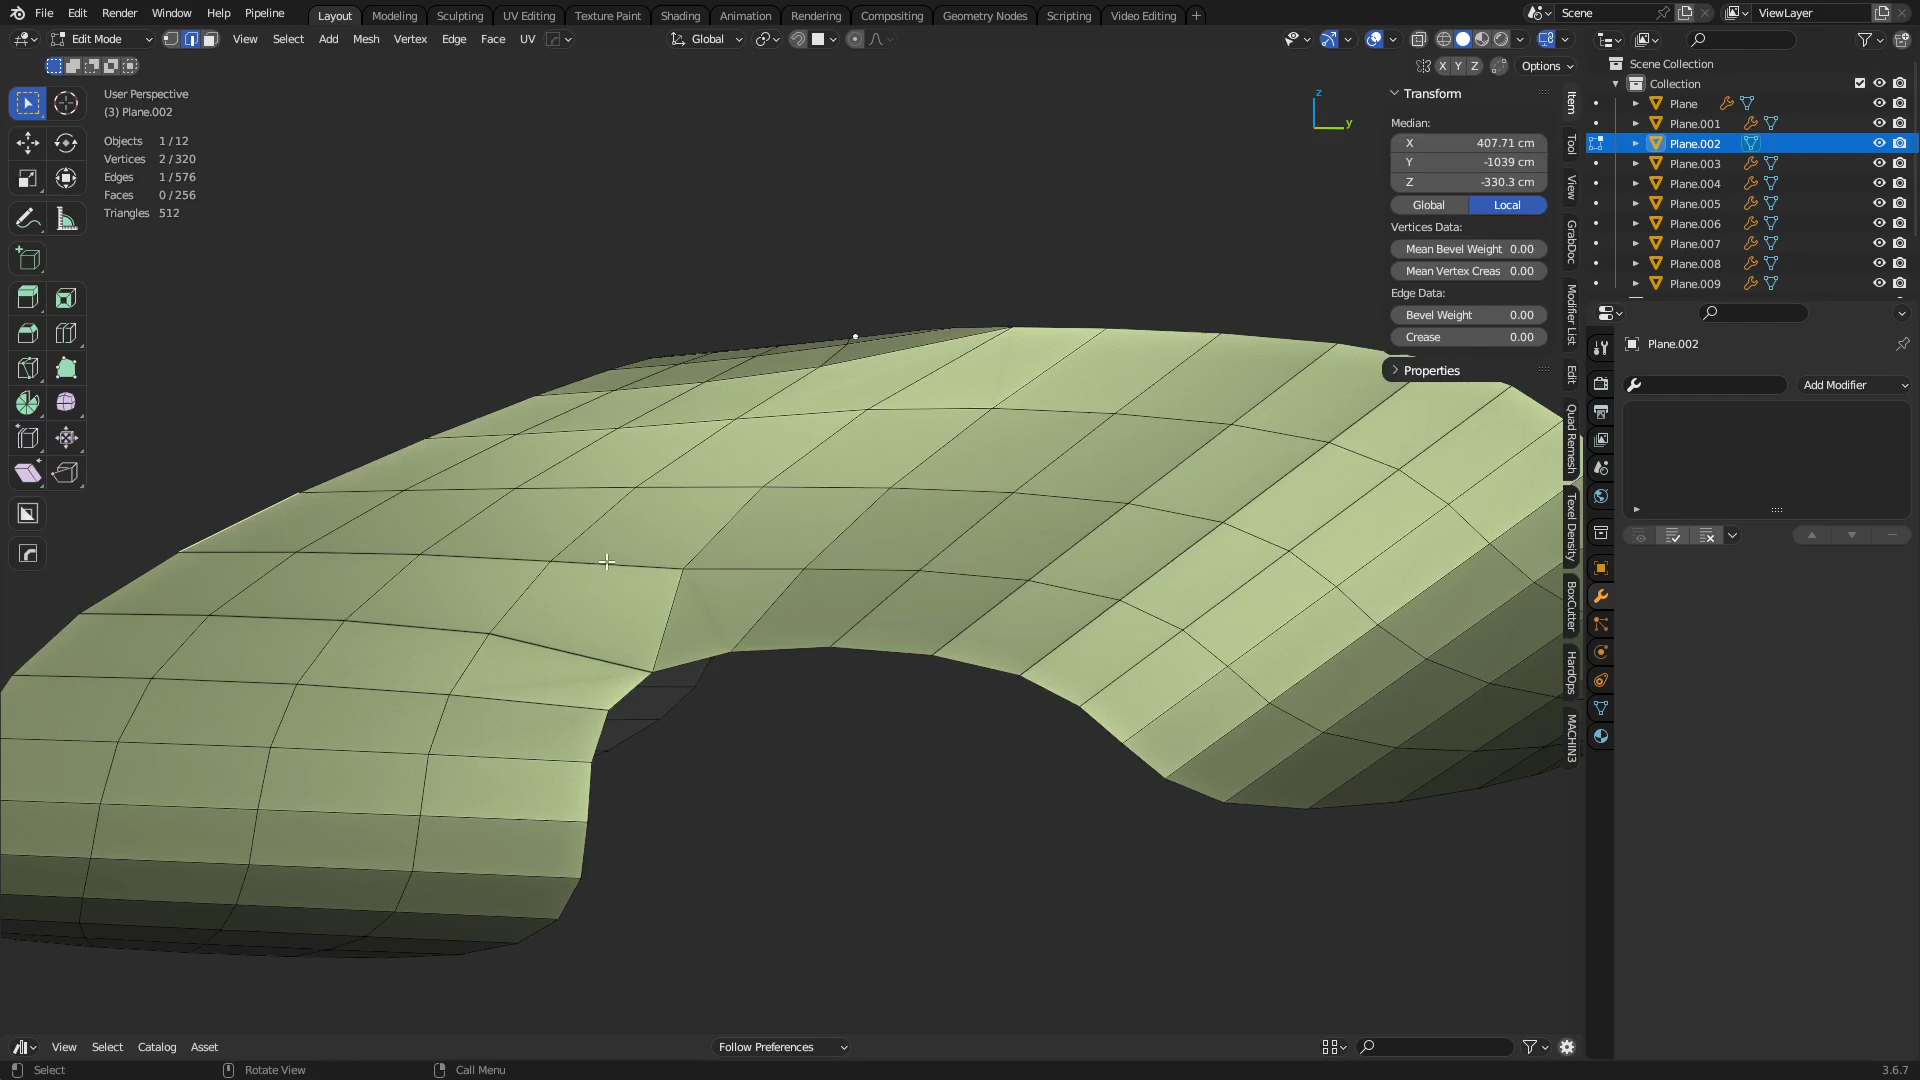 File Edit Render Window Help Pipeline Layout Modeling Sculpting UV Editing Texture Paint Shading Animation Rendering Compositing Geometry Nodes Scripting Video Editing + Scene ViewLayer
Edit Mode View Select Add Mesh Vertex Edge Face UV Global
X Y Z Options
User Perspective
(3) Plane.002
Objects 1 / 12
Vertices 2 / 320
Edges 1 / 576
Faces 0 / 256
Triangles 512
z
y
Transform
Median:
X 407.71 cm
Y -1039 cm
Z -330.3 cm
Global Local
Vertices Data:
Mean Bevel Weight 0.00
Mean Vertex Creas 0.00
Edge Data:
Bevel Weight 0.00
Crease 0.00
Properties
Item
Tool
View
GrabDoc
Modifier List
Edit
Quad Remesh
Texel Density
BoxCutter
HardOps
MACHIN3
Scene Collection
Collection
Plane
Plane.001
Plane.002
Plane.003
Plane.004
Plane.005
Plane.006
Plane.007
Plane.008
Plane.009
Plane.002
Add Modifier
View Select Catalog Asset Follow Preferences
Select Rotate View Call Menu 3.6.7